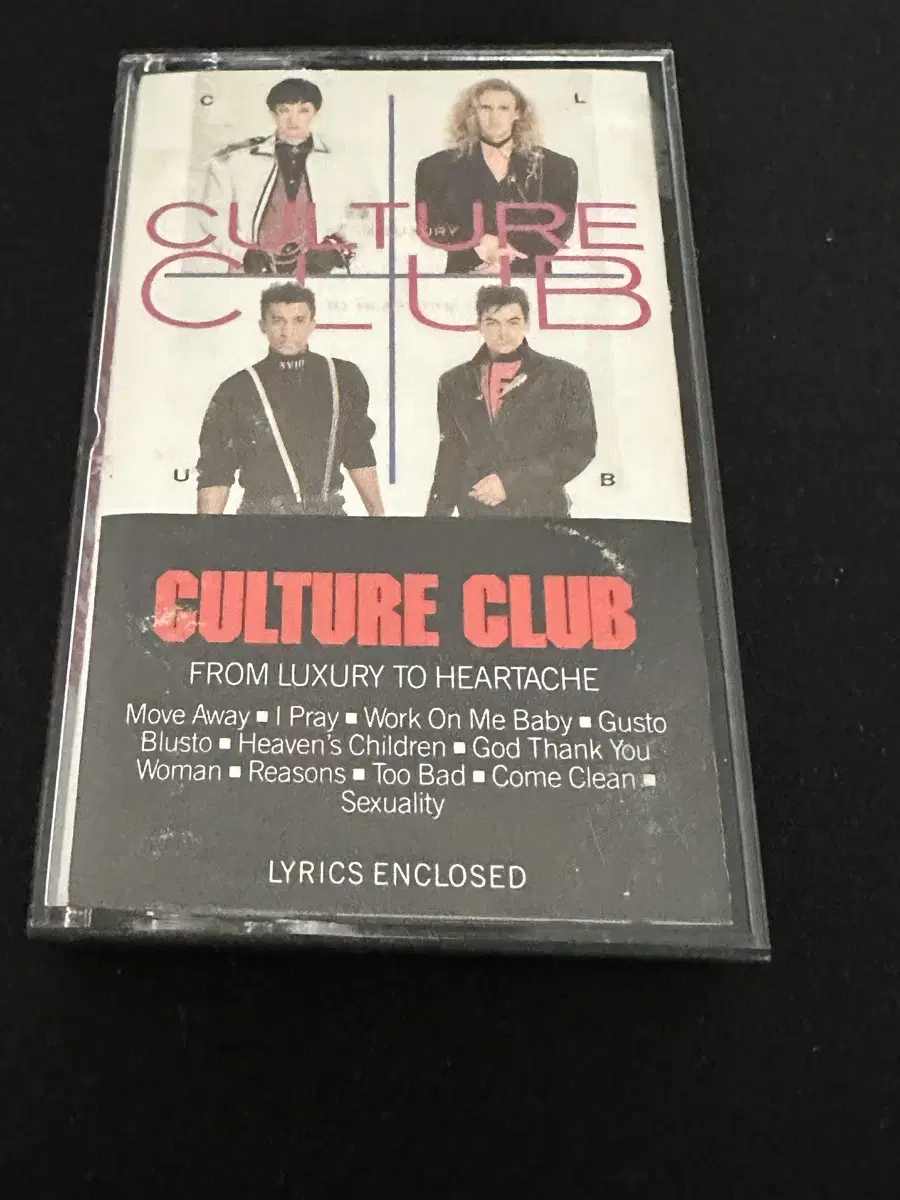 C
L
CULTURE
CLUB
XVIII
U
B
CULTURE CLUB
FROM LUXURY TO HEARTACHE
Move Away ▪ I Pray ▪ Work On Me Baby ▪ Gusto
Blusto ▪ Heaven's Children ▪ God Thank You
Woman ▪ Reasons ▪ Too Bad ▪ Come Clean ▪
Sexuality
LYRICS ENCLOSED